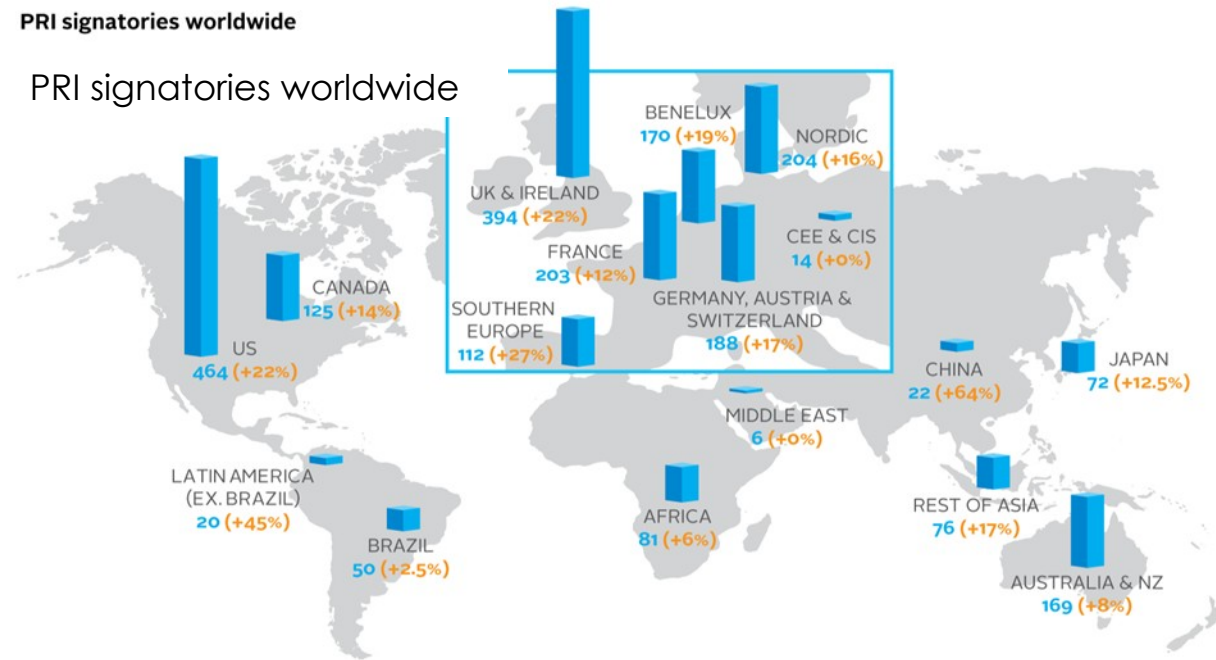 PRI signatories worldwide
PRI signatories worldwide
BENELUX
170 (+19%)
NORDIC
204 (+16%)
UK & IRELAND
394 (+22%)
CEE & CIS
14 (+0%)
FRANCE
203 (+12%)
CANADA
125 (+14%)
GERMANY, AUSTRIA &
SWITZERLAND
188 (+17%)
SOUTHERN
EUROPE
112 (+27%)
US
464 (+22%)
CHINA
22 (+64%)
JAPAN
72 (+12.5%)
MIDDLE EAST
6 (+0%)
LATIN AMERICA
(EX. BRAZIL)
20 (+45%)
BRAZIL
50 (+2.5%)
AFRICA
81 (+6%)
REST OF ASIA
76 (+17%)
AUSTRALIA & NZ
169 (+8%)